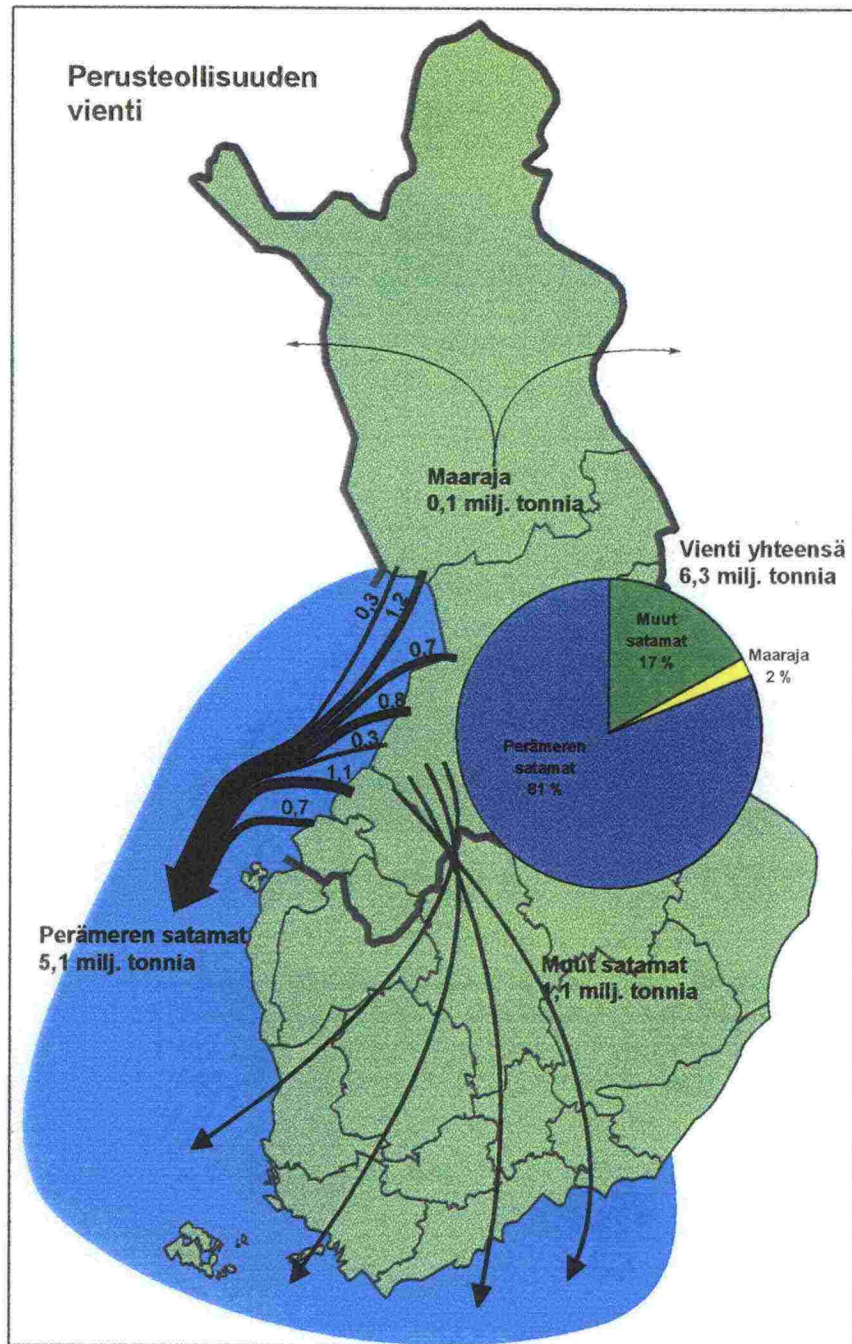 Perusteollisuuden
vienti
Maaraja
0,1 milj. tonnia
Vienti yhteensä
6,3 milj. tonnia
0,3
1,2
0,7
0,8
0,3
1,1
0,7
Muut
satamat
17 %
Maaraja
2 %
Perämeren
satamat
81 %
Perämeren satamat
5,1 milj. tonnia
Muut satamat
1,1 milj. tonnia